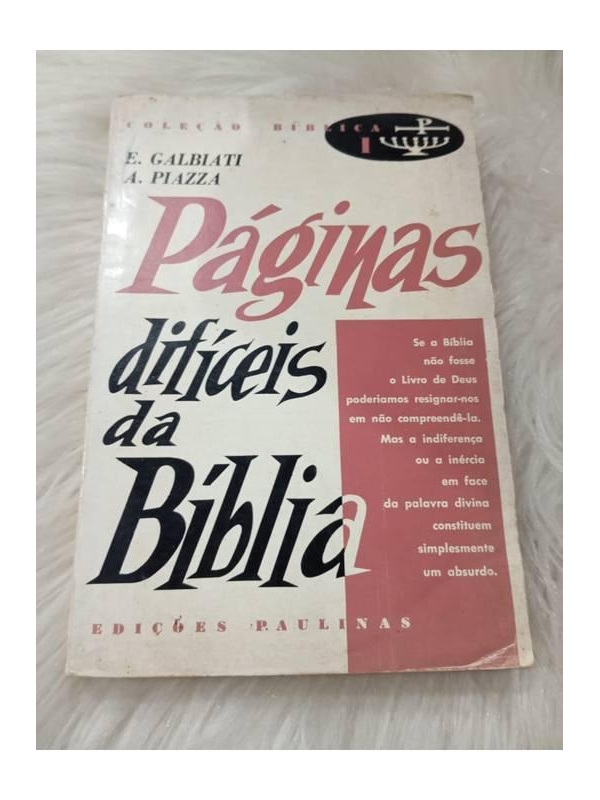 COLEÇÃO BÍBLICA
I
P
E. GALBIATI
A. PIAZZA
Páginas
difíceis
da
Bíblia
Se a Bíblia
não fosse
o Livro de Deus
poderiamos resignar-nos
em não compreendê-la.
Mas a indiferença
ou a inércia
em face
da palavra divina
constituem
simplesmente
um absurdo.
EDIÇÕES PAULINAS